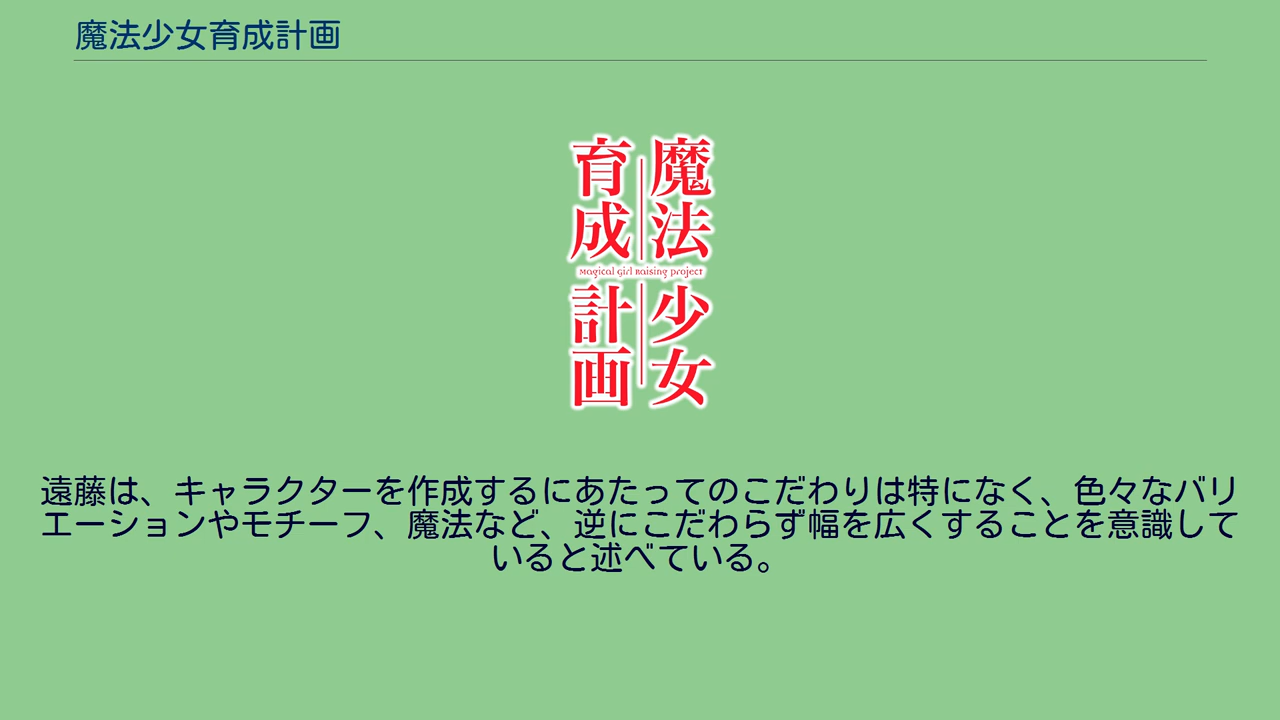 魔法少女育成計画
魔法少女
育成計画
Magical Girl Raising Project
遠藤は、キャラクターを作成するにあたってのこだわりは特になく、色々なバリ
エーションやモチーフ、魔法など、逆にこだわらず幅を広くすることを意識して
いると述べている。